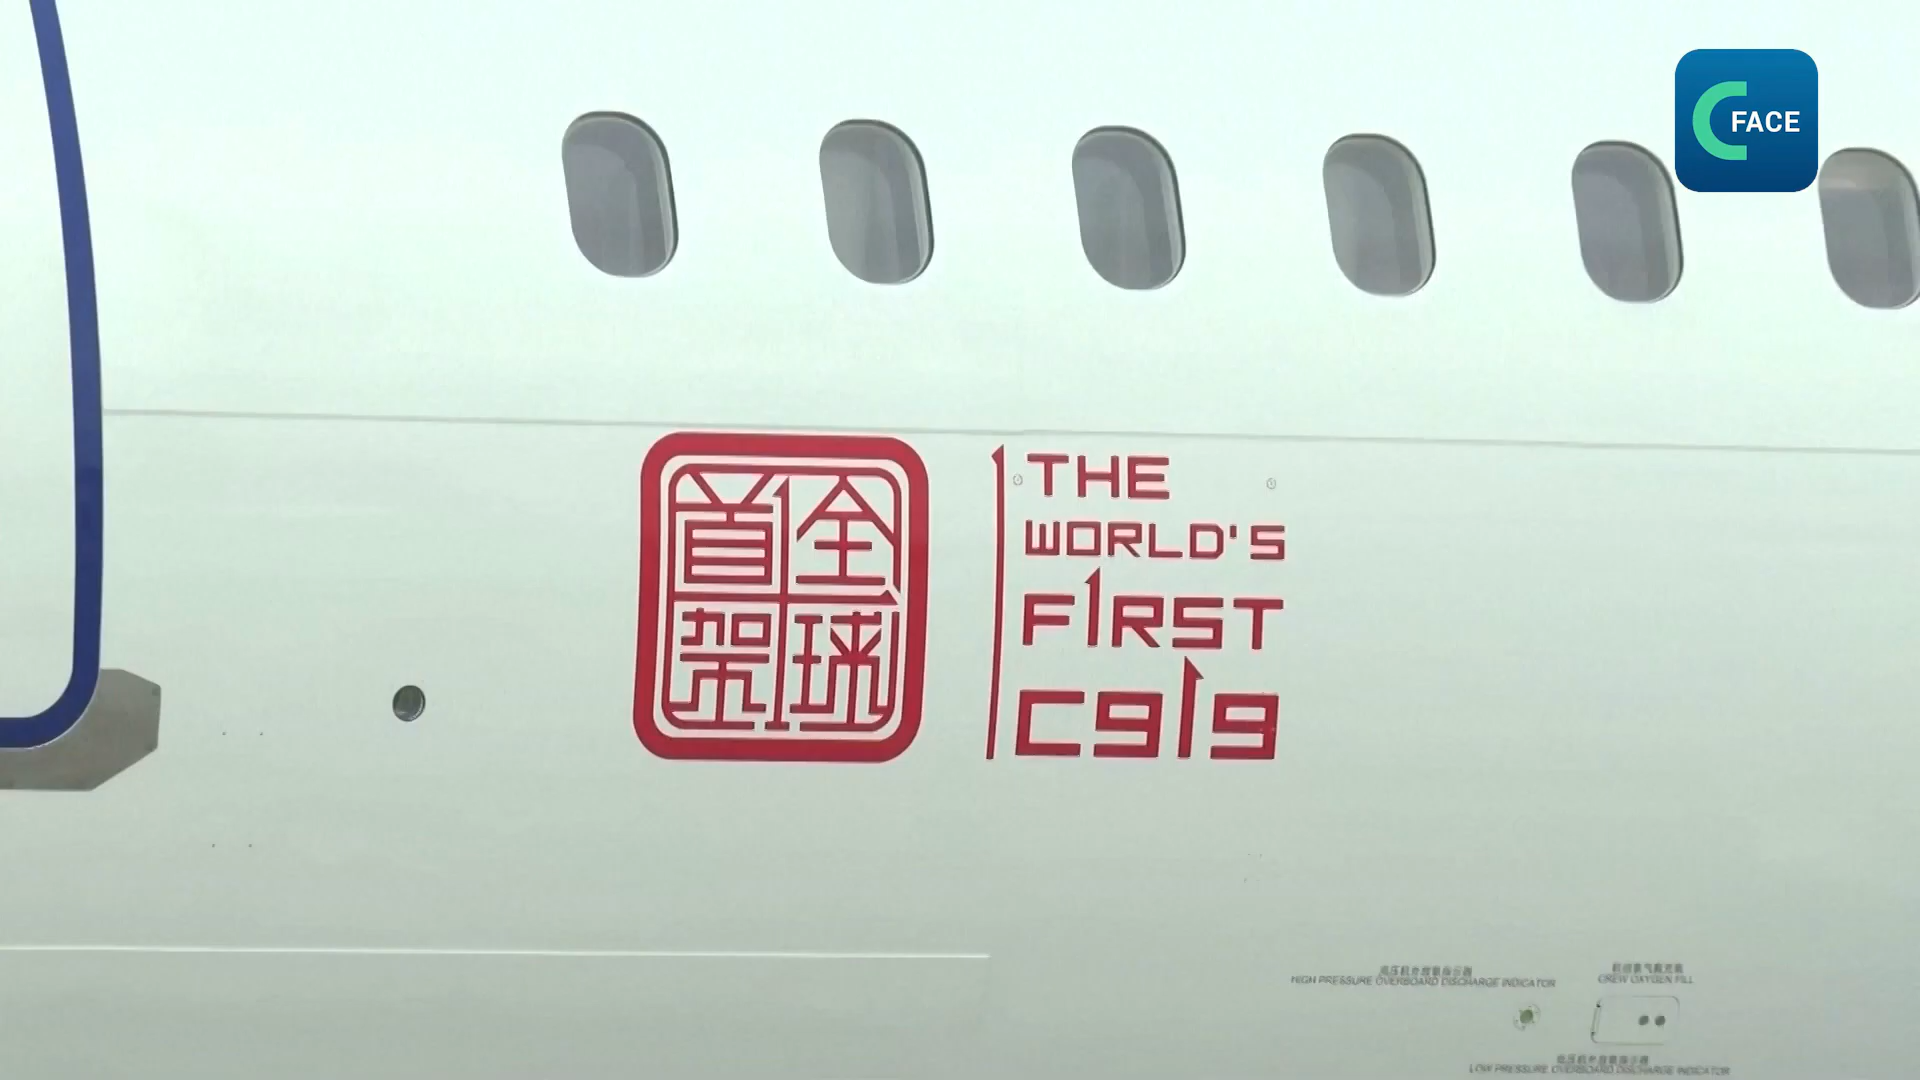 FACE
全球
首架
THE
WORLD'S
FIRST
C919
HIGH PRESSURE OVERBOARD DISCHARGE INDICATOR
CREW OXYGEN FILL
LOW PRESSURE OVERBOARD DISCHARGE INDICATOR